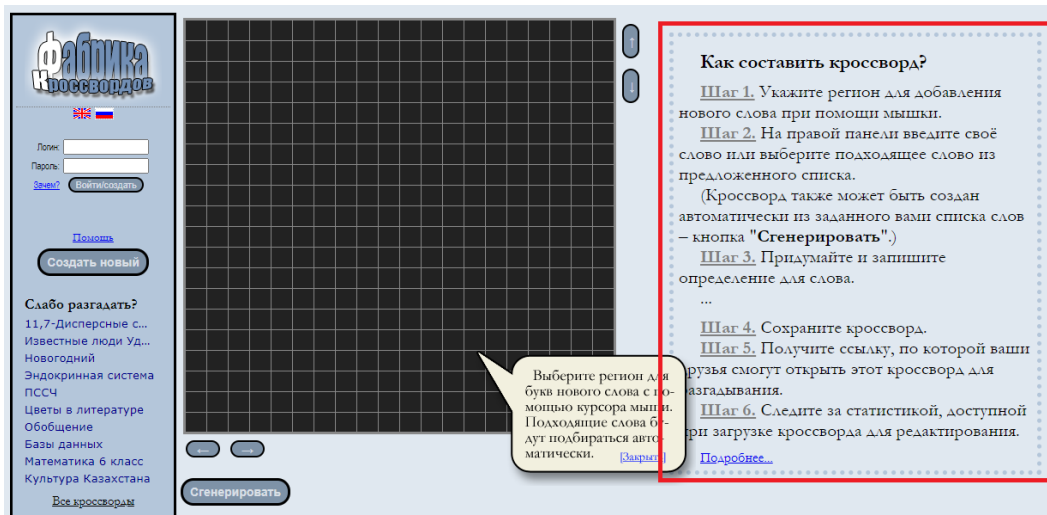 Фабрика
Кроссвордов
Логин:
Пароль:
Зачем?
Войти/создать
Помощь
Создать новый
Слабо разгадать?
11,7-Дисперсные с...
Известные люди Уд...
Новогодний
Эндокринная система
ПССЧ
Цветы в литературе
Обобщение
Базы данных
Математика 6 класс
Культура Казахстана
Все кроссворды
↑
↓
← →
Сгенерировать
Выберите регион для
букв нового слова с по-
мощью курсора мыши.
Подходящие слова бу-
дут подбираться авто-
матически. [Закрыть]
Как составить кроссворд?
Шаг 1. Укажите регион для добавления
нового слова при помощи мышки.
Шаг 2. На правой панели введите своё
слово или выберите подходящее слово из
предложенного списка.
(Кроссворд также может быть создан
автоматически из заданного вами списка слов
– кнопка "Сгенерировать".)
Шаг 3. Придумайте и запишите
определение для слова.
...
Шаг 4. Сохраните кроссворд.
Шаг 5. Получите ссылку, по которой ваши
друзья смогут открыть этот кроссворд для
разгадывания.
Шаг 6. Следите за статистикой, доступной
при загрузке кроссворда для редактирования.
Подробнее...